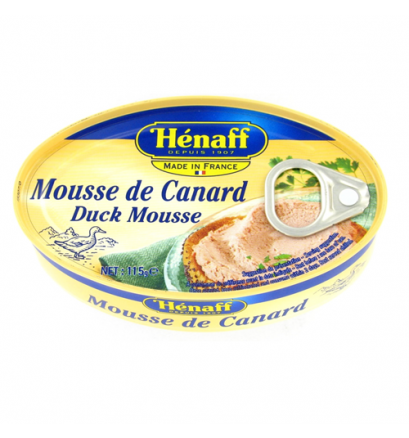 Hénaff
DEPUIS 1907
MADE IN FRANCE
Mousse de Canard
Duck Mousse
NET: 115g e
Hénaff
Mousse de Canard